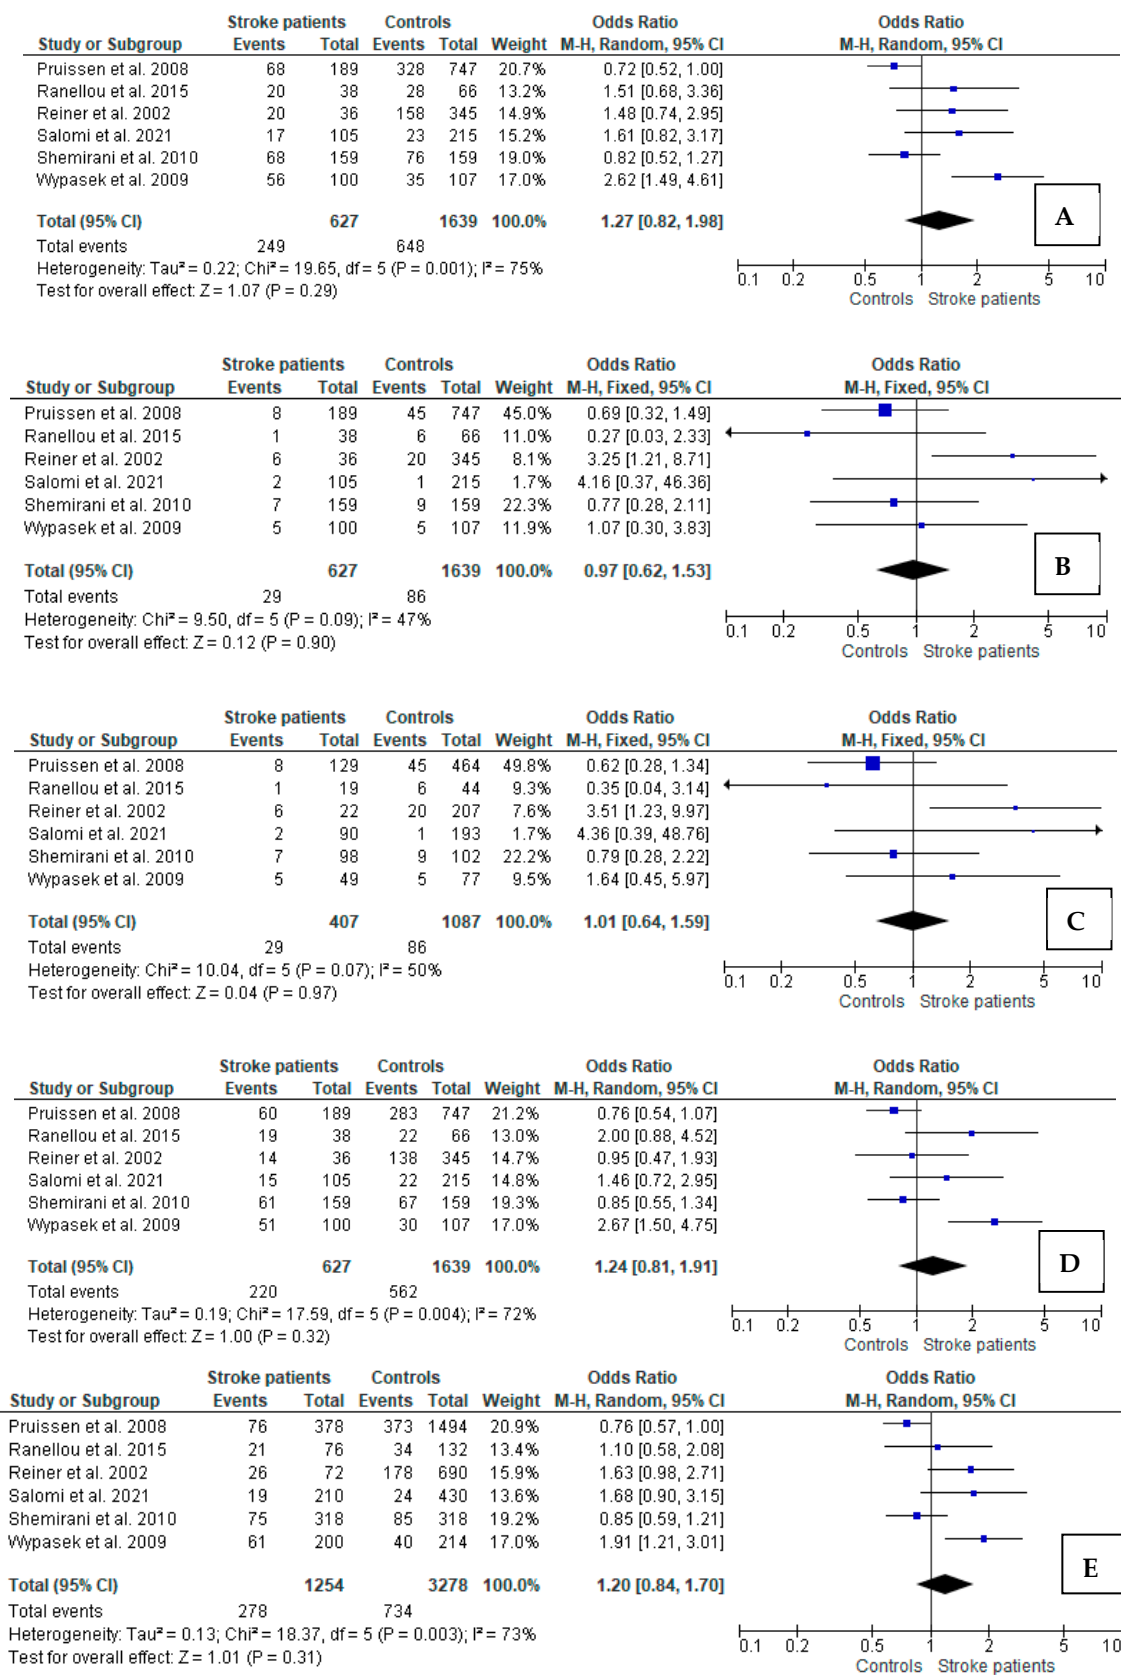 Stroke patients Controls Odds Ratio Odds Ratio
Study or Subgroup Events Total Events Total Weight M-H, Random, 95% CI M-H, Random, 95% CI
Pruissen et al. 2008 68 189 328 747 20.7% 0.72 [0.52, 1.00]
Ranellou et al. 2015 20 38 28 66 13.2% 1.51 [0.68, 3.36]
Reiner et al. 2002 20 36 158 345 14.9% 1.48 [0.74, 2.95]
Salomi et al. 2021 17 105 23 215 15.2% 1.61 [0.82, 3.17]
Shemirani et al. 2010 68 159 76 159 19.0% 0.82 [0.52, 1.27]
Wypasek et al. 2009 56 100 35 107 17.0% 2.62 [1.49, 4.61]
A
Total (95% CI) 627 1639 100.0% 1.27 [0.82, 1.98]
Total events 249 648
Heterogeneity: Tau² = 0.22; Chi² = 19.65, df = 5 (P = 0.001); I² = 75%
Test for overall effect: Z = 1.07 (P = 0.29)
0.1 0.2 0.5 1 2 5 10
Controls Stroke patients
Stroke patients Controls Odds Ratio Odds Ratio
Study or Subgroup Events Total Events Total Weight M-H, Fixed, 95% CI M-H, Fixed, 95% CI
Pruissen et al. 2008 8 189 45 747 45.0% 0.69 [0.32, 1.49]
Ranellou et al. 2015 1 38 6 66 11.0% 0.27 [0.03, 2.33]
Reiner et al. 2002 6 36 20 345 8.1% 3.25 [1.21, 8.71]
Salomi et al. 2021 2 105 1 215 1.7% 4.16 [0.37, 46.36]
Shemirani et al. 2010 7 159 9 159 22.3% 0.77 [0.28, 2.11]
Wypasek et al. 2009 5 100 5 107 11.9% 1.07 [0.30, 3.83]
B
Total (95% CI) 627 1639 100.0% 0.97 [0.62, 1.53]
Total events 29 86
Heterogeneity: Chi² = 9.50, df = 5 (P = 0.09); I² = 47%
Test for overall effect: Z = 0.12 (P = 0.90)
0.1 0.2 0.5 1 2 5 10
Controls Stroke patients
Stroke patients Controls Odds Ratio Odds Ratio
Study or Subgroup Events Total Events Total Weight M-H, Fixed, 95% CI M-H, Fixed, 95% CI
Pruissen et al. 2008 8 129 45 464 49.8% 0.62 [0.28, 1.34]
Ranellou et al. 2015 1 19 6 44 9.3% 0.35 [0.04, 3.14]
Reiner et al. 2002 6 22 20 207 7.6% 3.51 [1.23, 9.97]
Salomi et al. 2021 2 90 1 193 1.7% 4.36 [0.39, 48.76]
Shemirani et al. 2010 7 98 9 102 22.2% 0.79 [0.28, 2.22]
Wypasek et al. 2009 5 49 5 77 9.5% 1.64 [0.45, 5.97]
C
Total (95% CI) 407 1087 100.0% 1.01 [0.64, 1.59]
Total events 29 86
Heterogeneity: Chi² = 10.04, df = 5 (P = 0.07); I² = 50%
Test for overall effect: Z = 0.04 (P = 0.97)
0.1 0.2 0.5 1 2 5 10
Controls Stroke patients
Stroke patients Controls Odds Ratio Odds Ratio
Study or Subgroup Events Total Events Total Weight M-H, Random, 95% CI M-H, Random, 95% CI
Pruissen et al. 2008 60 189 283 747 21.2% 0.76 [0.54, 1.07]
Ranellou et al. 2015 19 38 22 66 13.0% 2.00 [0.88, 4.52]
Reiner et al. 2002 14 36 138 345 14.7% 0.95 [0.47, 1.93]
Salomi et al. 2021 15 105 22 215 14.8% 1.46 [0.72, 2.95]
Shemirani et al. 2010 61 159 67 159 19.3% 0.85 [0.55, 1.34]
Wypasek et al. 2009 51 100 30 107 17.0% 2.67 [1.50, 4.75]
D
Total (95% CI) 627 1639 100.0% 1.24 [0.81, 1.91]
Total events 220 562
Heterogeneity: Tau² = 0.19; Chi² = 17.59, df = 5 (P = 0.004); I² = 72%
Test for overall effect: Z = 1.00 (P = 0.32)
0.1 0.2 0.5 1 2 5 10
Controls Stroke patients
Stroke patients Controls Odds Ratio Odds Ratio
Study or Subgroup Events Total Events Total Weight M-H, Random, 95% CI M-H, Random, 95% CI
Pruissen et al. 2008 76 378 373 1494 20.9% 0.76 [0.57, 1.00]
Ranellou et al. 2015 21 76 34 132 13.4% 1.10 [0.58, 2.08]
Reiner et al. 2002 26 72 178 690 15.9% 1.63 [0.98, 2.71]
Salomi et al. 2021 19 210 24 430 13.6% 1.68 [0.90, 3.15]
Shemirani et al. 2010 75 318 85 318 19.2% 0.85 [0.59, 1.21]
Wypasek et al. 2009 61 200 40 214 17.0% 1.91 [1.21, 3.01]
E
Total (95% CI) 1254 3278 100.0% 1.20 [0.84, 1.70]
Total events 278 734
Heterogeneity: Tau² = 0.13; Chi² = 18.37, df = 5 (P = 0.003); I² = 73%
Test for overall effect: Z = 1.01 (P = 0.31)
0.1 0.2 0.5 1 2 5 10
Controls Stroke patients